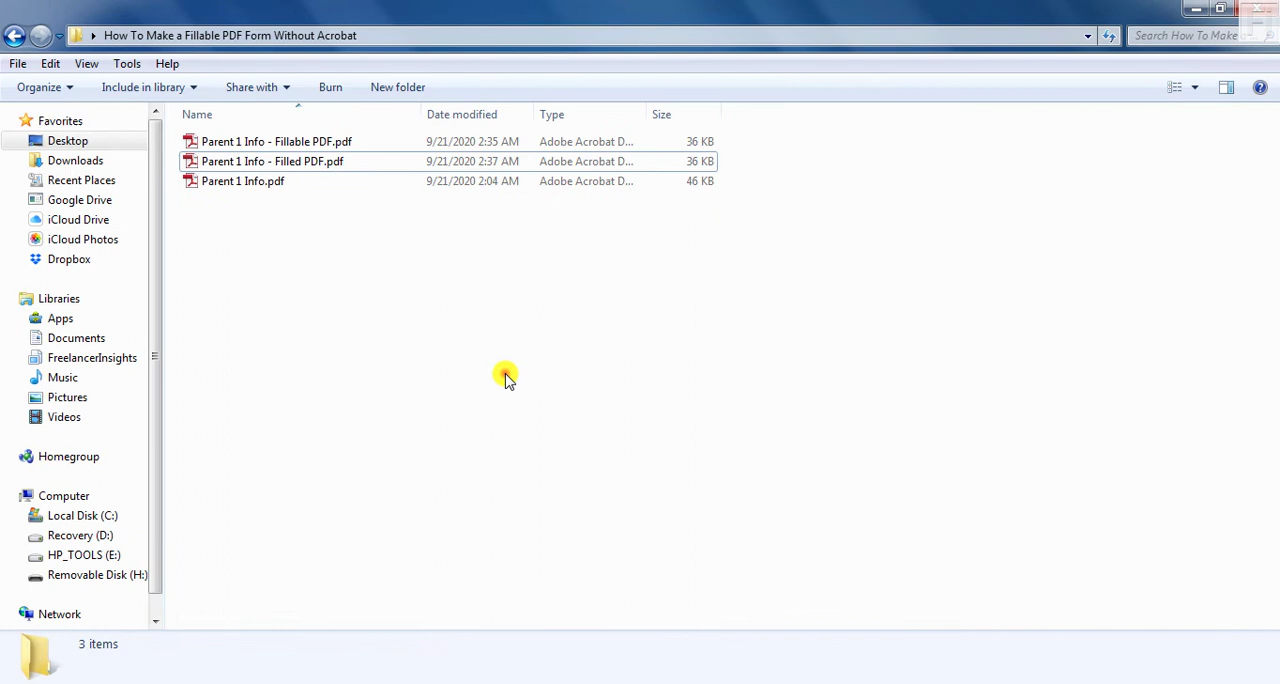 How To Make a Fillable PDF Form Without Acrobat
Search How To Make
File Edit View Tools Help
Organize Include in library Share with Burn New folder
Name Date modified Type Size
Favorites
Desktop
Downloads
Recent Places
Google Drive
iCloud Drive
iCloud Photos
Dropbox
Libraries
Apps
Documents
FreelancerInsights
Music
Pictures
Videos
Homegroup
Computer
Local Disk (C:)
Recovery (D:)
HP_TOOLS (E:)
Removable Disk (H:)
Network
Parent 1 Info - Fillable PDF.pdf 9/21/2020 2:35 AM Adobe Acrobat D... 36 KB
Parent 1 Info - Filled PDF.pdf 9/21/2020 2:37 AM Adobe Acrobat D... 36 KB
Parent 1 Info.pdf 9/21/2020 2:04 AM Adobe Acrobat D... 46 KB
3 items